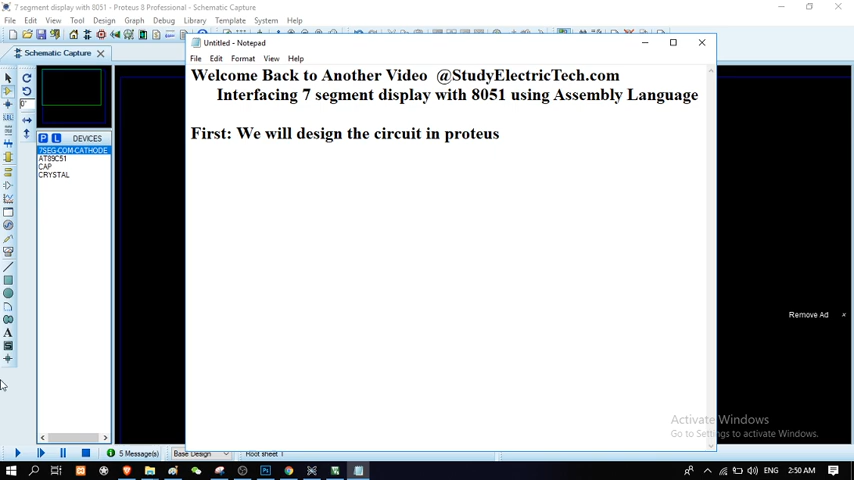 7 segment display with 8051 - Proteus 8 Professional - Schematic Capture
File Edit View Tool Design Graph Debug Library Template System Help
Schematic Capture
Untitled - Notepad
File Edit Format View Help
Welcome Back to Another Video @StudyElectricTech.com
Interfacing 7 segment display with 8051 using Assembly Language
First: We will design the circuit in proteus
0°
P L DEVICES
7SEG-COM-CATHODE
AT89C51
CAP
CRYSTAL
Remove Ad ×
Activate Windows
Go to Settings to activate Windows.
5 Message(s) Base Design Root sheet 1
ENG 2:50 AM